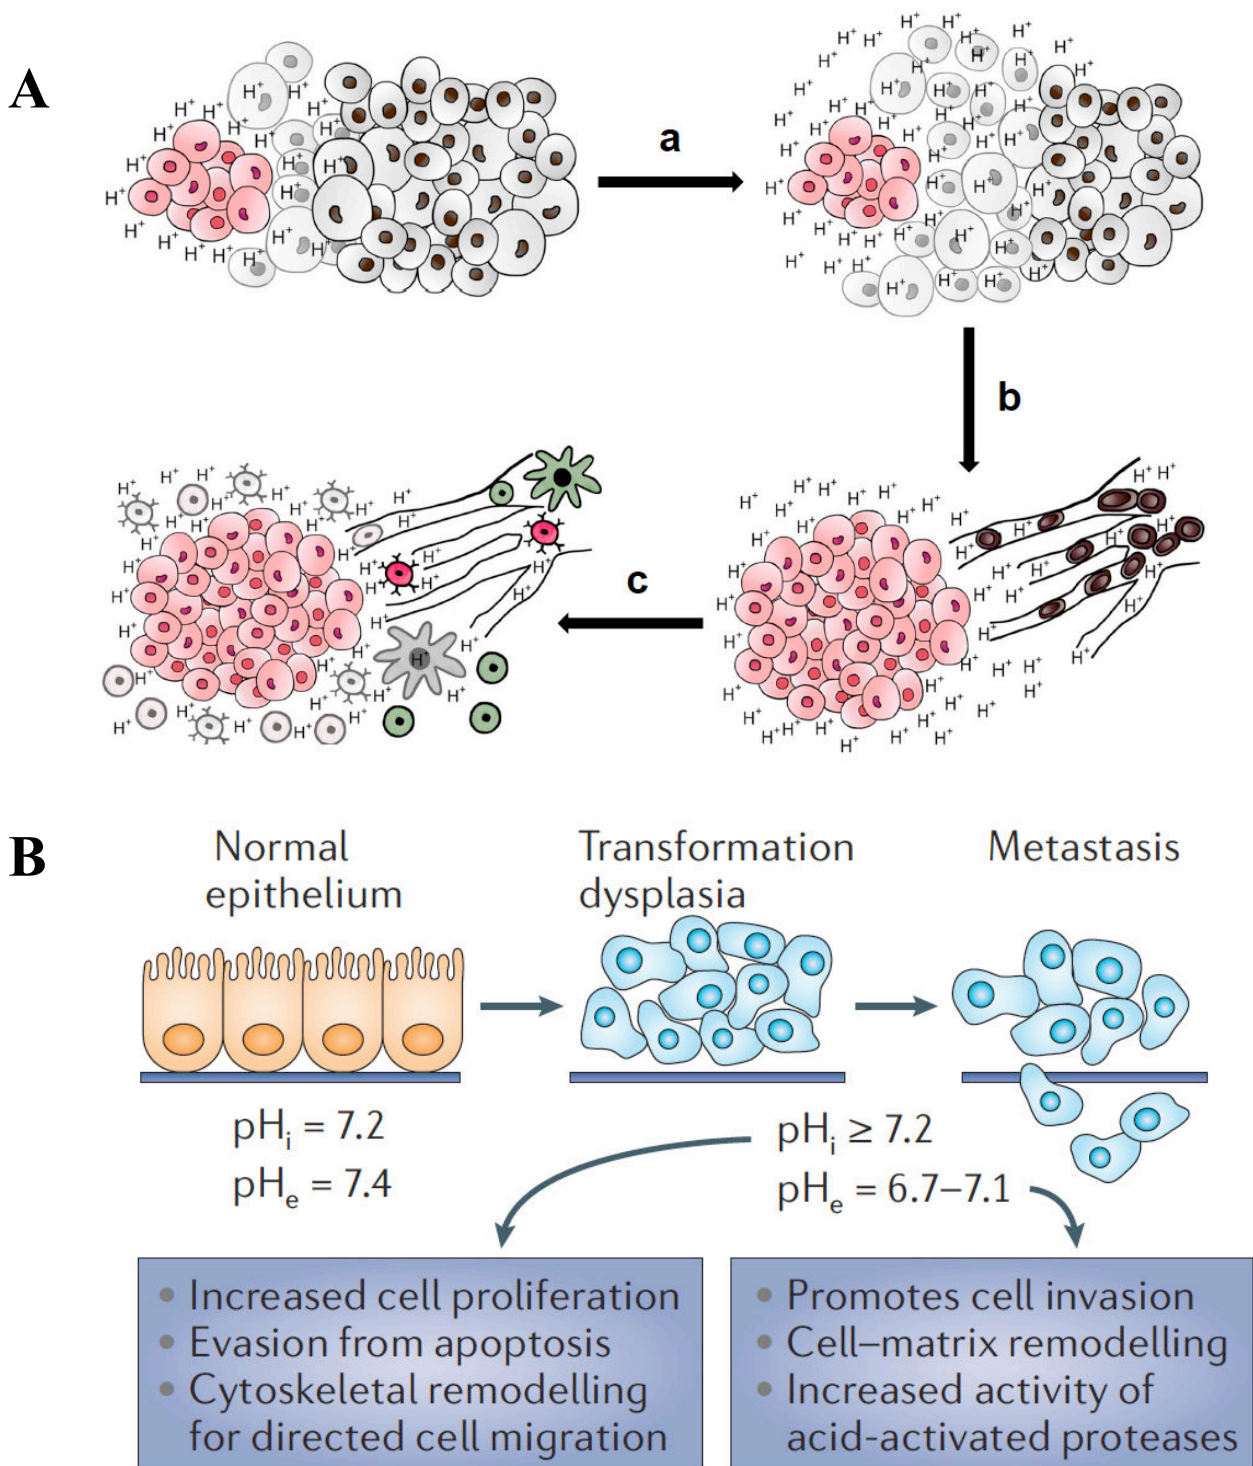 A
H⁺ H⁺ H⁺ H⁺ H⁺ H⁺ H⁺ H⁺ H⁺ H⁺ H⁺ H⁺ H⁺ H⁺ H⁺ H⁺ H⁺ H⁺ H⁺ H⁺
a
H⁺ H⁺ H⁺ H⁺ H⁺ H⁺ H⁺ H⁺ H⁺ H⁺ H⁺ H⁺ H⁺ H⁺ H⁺ H⁺ H⁺ H⁺ H⁺ H⁺
b
H⁺ H⁺ H⁺ H⁺ H⁺ H⁺ H⁺ H⁺ H⁺ H⁺ H⁺ H⁺ H⁺ H⁺ H⁺ H⁺ H⁺ H⁺ H⁺ H⁺
c
H⁺ H⁺ H⁺ H⁺ H⁺ H⁺ H⁺ H⁺ H⁺ H⁺ H⁺ H⁺ H⁺ H⁺ H⁺ H⁺ H⁺ H⁺ H⁺ H⁺
B
Normal
epithelium
Transformation
dysplasia
Metastasis
pHᵢ = 7.2
pHₑ = 7.4
pHᵢ ≥ 7.2
pHₑ = 6.7–7.1
• Increased cell proliferation
• Evasion from apoptosis
• Cytoskeletal remodelling
for directed cell migration
• Promotes cell invasion
• Cell–matrix remodelling
• Increased activity of
acid-activated proteases